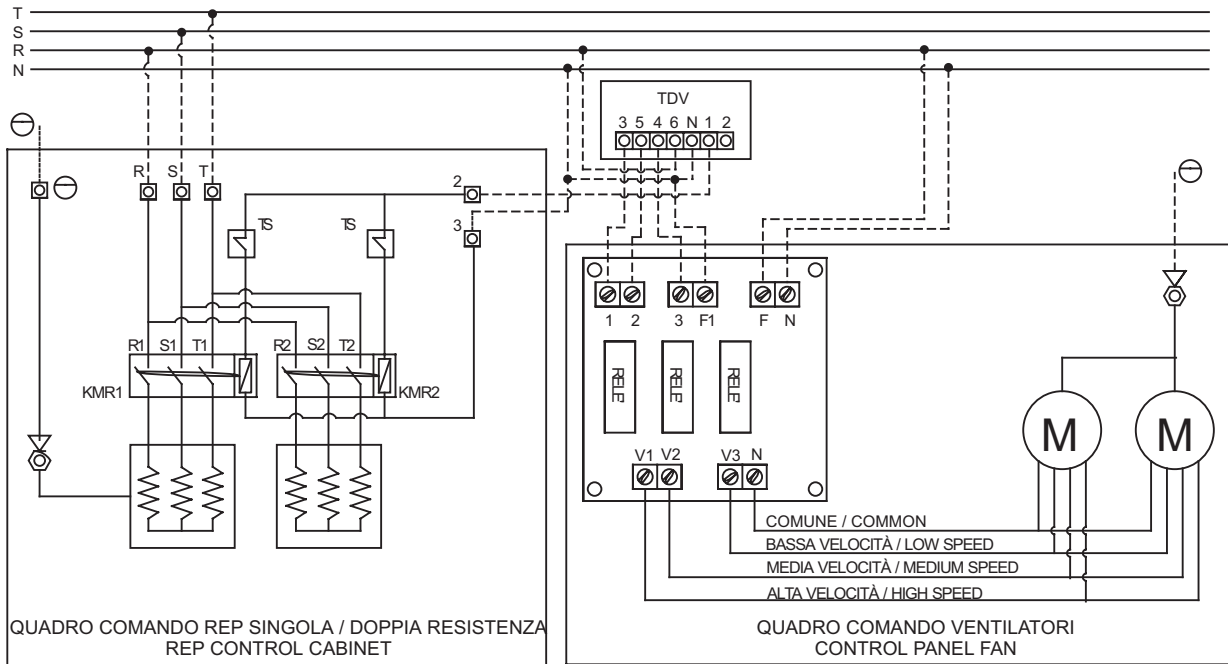 T
S
R
N
TDV
3 5 4 6 N 1 2
R S T
2
3
TS TS
1 2 3 F1 F N
R1 S1 T1 R2 S2 T2
KMR1 KMR2
RELE RELE RELE
M M
V1 V2 V3 N
COMUNE / COMMON
BASSA VELOCITÀ / LOW SPEED
MEDIA VELOCITÀ / MEDIUM SPEED
ALTA VELOCITÀ / HIGH SPEED
QUADRO COMANDO REP SINGOLA / DOPPIA RESISTENZA
REP CONTROL CABINET
QUADRO COMANDO VENTILATORI
CONTROL PANEL FAN